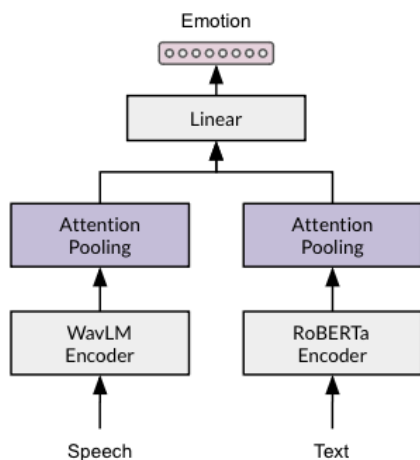 Emotion
Linear
Attention
Pooling
Attention
Pooling
WavLM
Encoder
RoBERTa
Encoder
Speech
Text